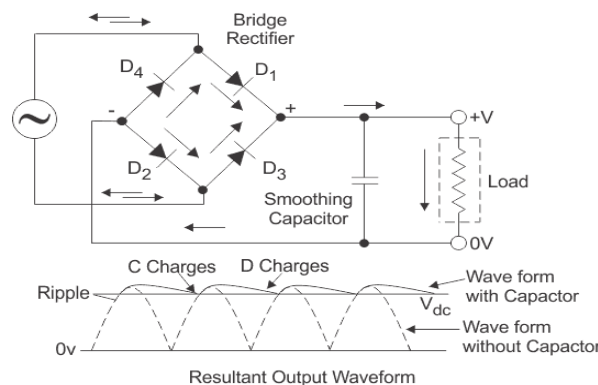 Bridge
Rectifier
D4
D1
-
+
+V
D2
D3
Smoothing
Capacitor
Load
0V
C Charges
D Charges
Ripple
Wave form
with Capactor
Vdc
Wave form
without Capactor
0v
Resultant Output Waveform